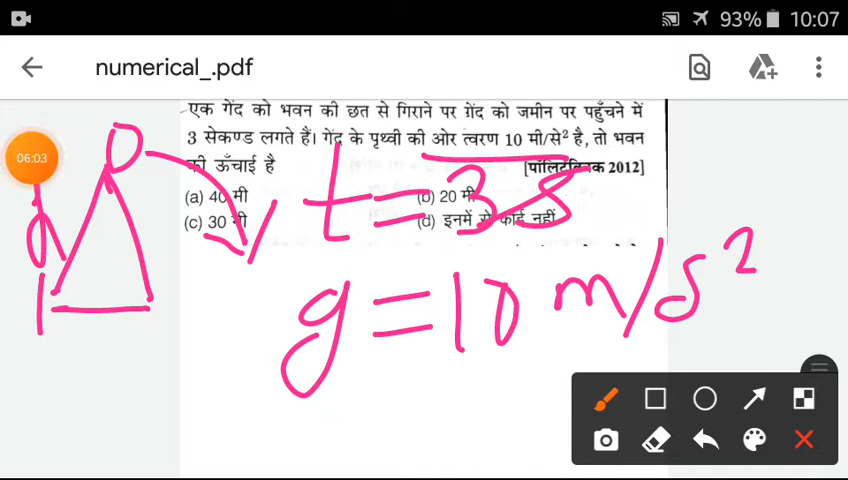 93% 10:07
numerical_.pdf
एक गेंद को भवन की छत से गिराने पर गेंद को जमीन पर पहुँचने में
3 सेकण्ड लगते हैं। गेंद के पृथ्वी की ओर त्वरण 10 मी/से² है, तो भवन
की ऊँचाई है [पॉलिटेक्निक 2012]
(a) 40 मी (b) 20 मी
(c) 30 मी (d) इनमें से कोई नहीं
06:03
t = 3 s
g = 10 m/s²